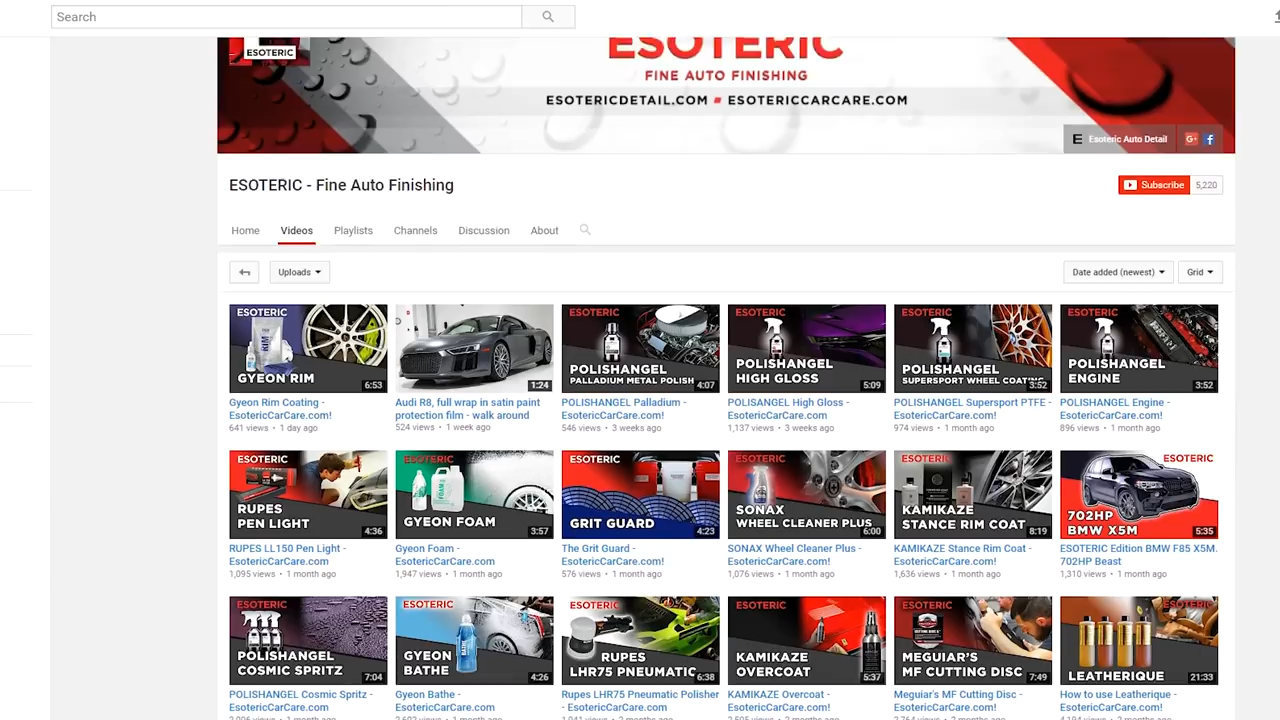 Search
ESOTERIC
ESOTERIC
FINE AUTO FINISHING
ESOTERICDETAIL.COM ESOTERICCARCARE.COM
E Esoteric Auto Detail G+ f
ESOTERIC - Fine Auto Finishing
Subscribe 5,220
Home Videos Playlists Channels Discussion About
Uploads Date added (newest) Grid
ESOTERIC
GYEON RIM
6:53
1:24
ESOTERIC
POLISHANGEL
PALLADIUM METAL POLISH
4:07
ESOTERIC
POLISHANGEL
HIGH GLOSS
5:09
ESOTERIC
POLISHANGEL
SUPERSPORT WHEEL COATING
3:52
ESOTERIC
POLISHANGEL
ENGINE
3:52
Gyeon Rim Coating -
EsotericCarCare.com!
641 views • 1 day ago
Audi R8, full wrap in satin paint
protection film - walk around
524 views • 1 week ago
POLISANGEL Palladium -
EsotericCarCare.com!
546 views • 3 weeks ago
POLISANGEL High Gloss -
EsotericCarCare.com
1,137 views • 3 weeks ago
POLISHANGEL Supersport PTFE -
EsotericCarCare.com!
974 views • 1 month ago
POLISHANGEL Engine -
EsotericCarCare.com!
896 views • 1 month ago
ESOTERIC
RUPES
PEN LIGHT
4:36
ESOTERIC
GYEON FOAM
3:57
ESOTERIC
GRIT GUARD
4:23
ESOTERIC
SONAX
WHEEL CLEANER PLUS
6:00
ESOTERIC
KAMIKAZE
STANCE RIM COAT
8:19
ESOTERIC
702HP
BMW X5M
5:35
RUPES LL150 Pen Light -
EsotericCarCare.com
1,095 views • 1 month ago
Gyeon Foam -
EsotericCarCare.com
1,947 views • 1 month ago
The Grit Guard -
EsotericCarCare.com!
576 views • 1 month ago
SONAX Wheel Cleaner Plus -
EsotericCarCare.com!
1,076 views • 1 month ago
KAMIKAZE Stance Rim Coat -
EsotericCarCare.com!
1,636 views • 1 month ago
ESOTERIC Edition BMW F85 X5M.
702HP Beast
1,310 views • 1 month ago
ESOTERIC
POLISHANGEL
COSMIC SPRITZ
7:04
ESOTERIC
GYEON
BATHE
4:26
ESOTERIC
RUPES
LHR75 PNEUMATIC
6:38
ESOTERIC
KAMIKAZE
OVERCOAT
5:37
ESOTERIC
MEGUIAR'S
MF CUTTING DISC
7:49
ESOTERIC
LEATHERIQUE
21:33
POLISHANGEL Cosmic Spritz -
EsotericCarCare.com!
Gyeon Bathe -
EsotericCarCare.com!
Rupes LHR75 Pneumatic Polisher
- EsotericCarCare.com
KAMIKAZE Overcoat -
EsotericCarCare.com!
Meguiar's MF Cutting Disc -
EsotericCarCare.com!
How to use Leatherique -
EsotericCarCare.com!